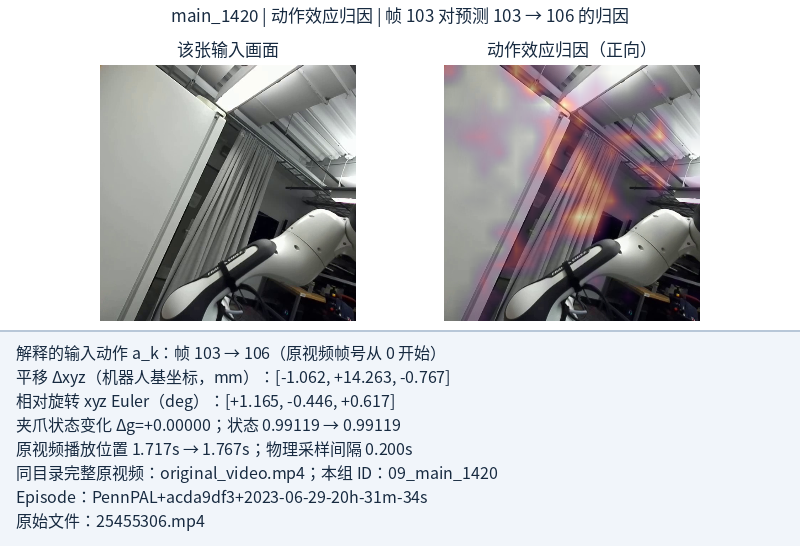 main_1420 | 动作效应归因 | 帧 103 对预测 103 → 106 的归因
该张输入画面
动作效应归因（正向）
解释的输入动作 a_k：帧 103 → 106（原视频帧号从 0 开始）
平移 Δxyz（机器人基坐标，mm）：[-1.062, +14.263, -0.767]
相对旋转 xyz Euler（deg）：[+1.165, -0.446, +0.617]
夹爪状态变化 Δg=+0.00000；状态 0.99119 → 0.99119
原视频播放位置 1.717s → 1.767s；物理采样间隔 0.200s
同目录完整原视频：original_video.mp4；本组 ID：09_main_1420
Episode：PennPAL+acda9df3+2023-06-29-20h-31m-34s
原始文件：25455306.mp4